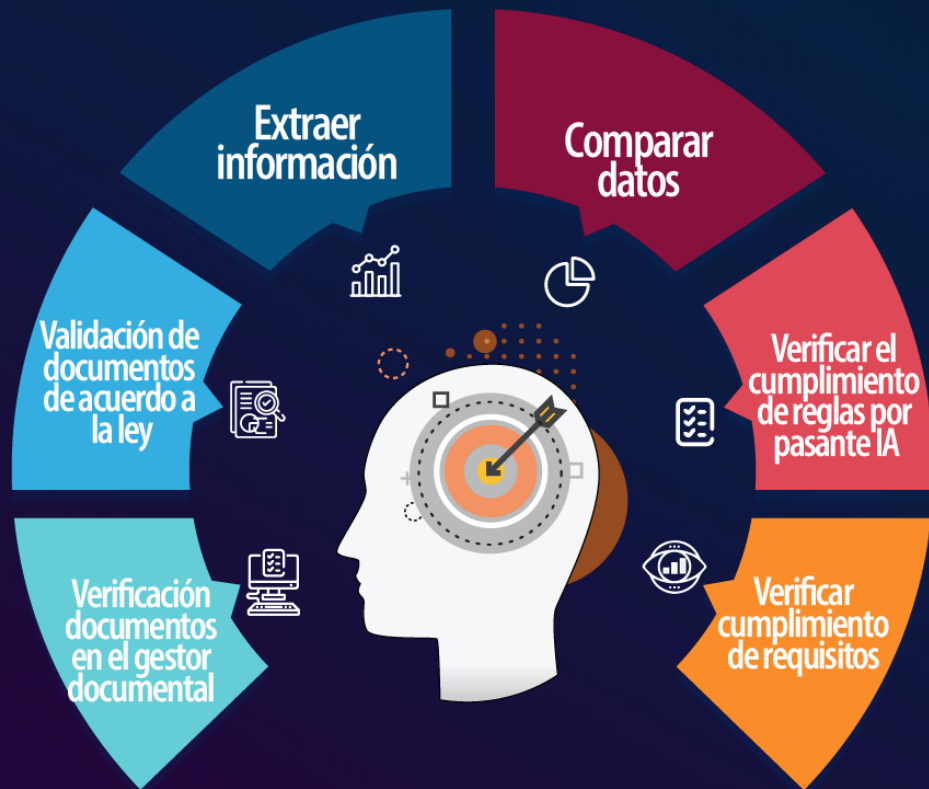 Extraer
información
Comparar
datos
Validación de
documentos
de acuerdo a
la ley
Verificar el
cumplimiento
de reglas por
pasante IA
Verificación
documentos
en el gestor
documental
Verificar
cumplimiento
de requisitos